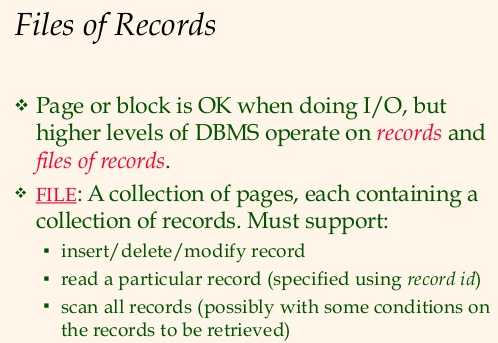 Files of Records
❖ Page or block is OK when doing I/O, but
higher levels of DBMS operate on records and
files of records.
❖ FILE: A collection of pages, each containing a
collection of records. Must support:
▪ insert/delete/modify record
▪ read a particular record (specified using record id)
▪ scan all records (possibly with some conditions on
the records to be retrieved)